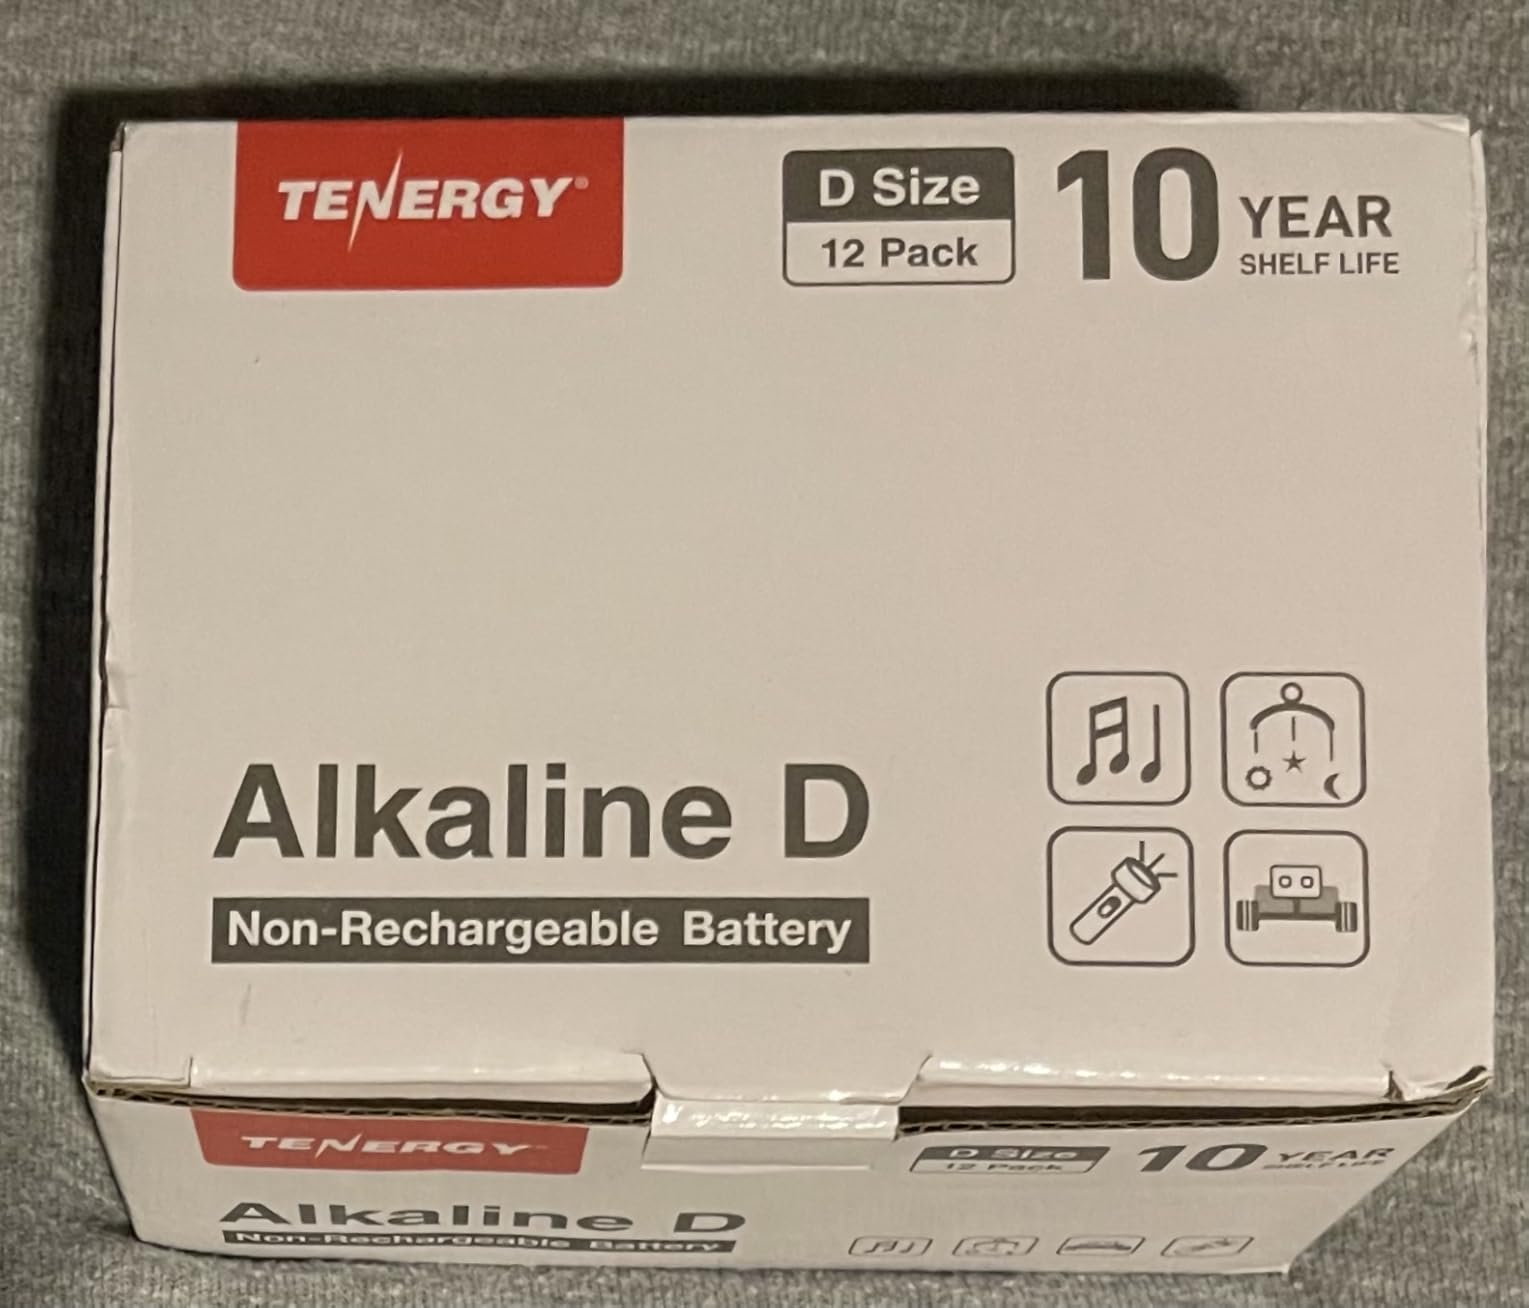 TENERGY®
D Size
12 Pack
10 YEAR
SHELF LIFE
Alkaline D
Non-Rechargeable Battery
TENERGY
D Size
12 Pack
10 YEAR
SHELF LIFE
Alkaline D
Non-Rechargeable Battery